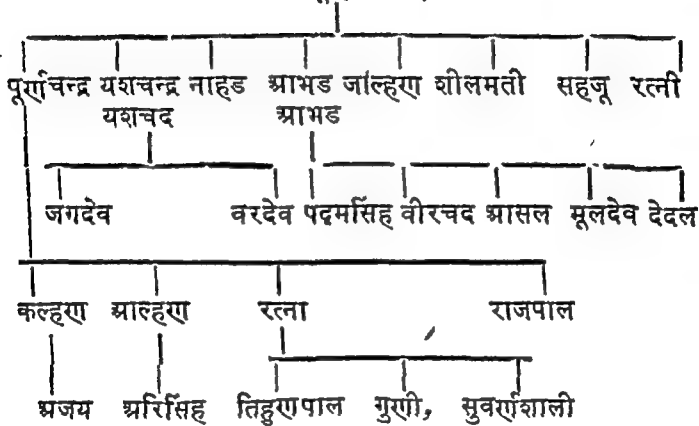 पूर्णचन्द्र यशचन्द्र नाहड आभड जाल्हण शीलमती सहजू रत्नी
यशचद आभड
जगदेव वरदेव पद्मसिंह वीरचद आसल मूलदेव देदल
कल्हण आल्हण रत्ना राजपाल
अजय अरिसिंह तिहुणपाल गुणी, सुवर्णशाली